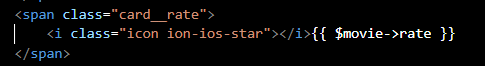 <span class="card__rate">
<i class="icon ion-ios-star"></i>{{ $movie->rate }}
</span>